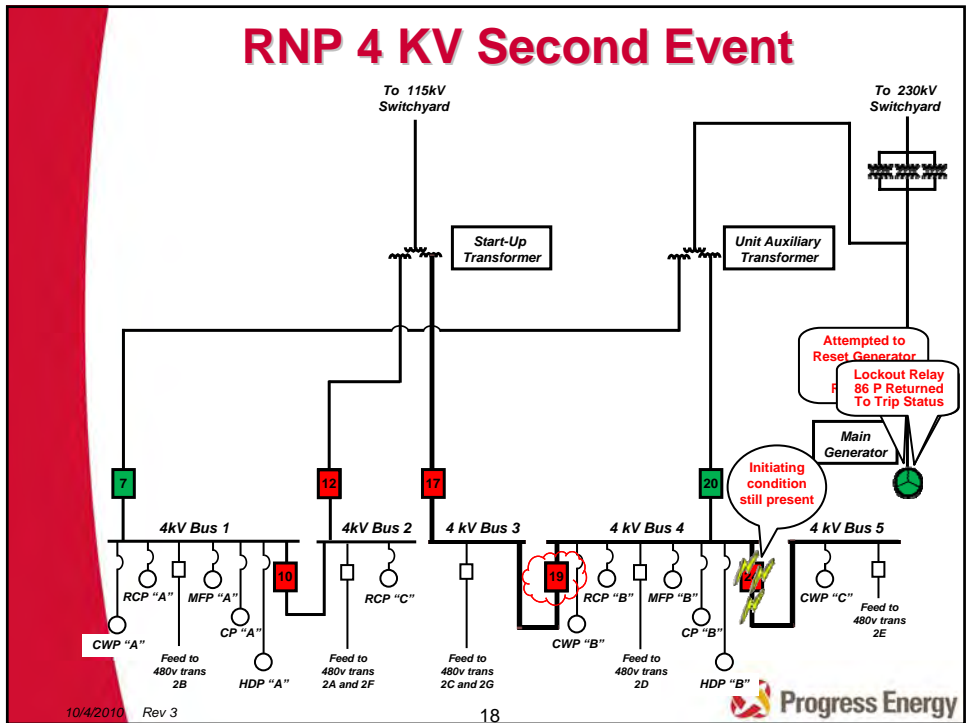 RNP 4 KV Second Event
To 115kV
Switchyard
To 230kV
Switchyard
Start-Up
Transformer
Unit Auxiliary
Transformer
Attempted to
Reset Generator
Lockout Relay
86 P Returned
To Trip Status
Main
Generator
Initiating
condition
still present
7
12
17
20
4kV Bus 1
4kV Bus 2
4 kV Bus 3
4 kV Bus 4
4 kV Bus 5
10
19
RCP “A”
MFP “A”
CP “A”
CWP “A”
Feed to
480v trans
2B
HDP “A”
RCP “C”
Feed to
480v trans
2A and 2F
Feed to
480v trans
2C and 2G
CWP “B”
RCP “B”
MFP “B”
CP “B”
Feed to
480v trans
2D
HDP “B”
CWP “C”
Feed to
480v trans
2E
10/4/2010 Rev 3
18
Progress Energy